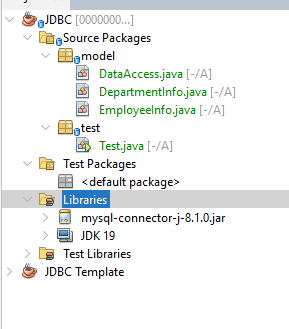 JDBC [0000000...]
Source Packages
model
DataAccess.java [-/A]
DepartmentInfo.java [-/A]
EmployeeInfo.java [-/A]
test
Test.java [-/A]
Test Packages
<default package>
Libraries
mysql-connector-j-8.1.0.jar
JDK 19
Test Libraries
JDBC Template